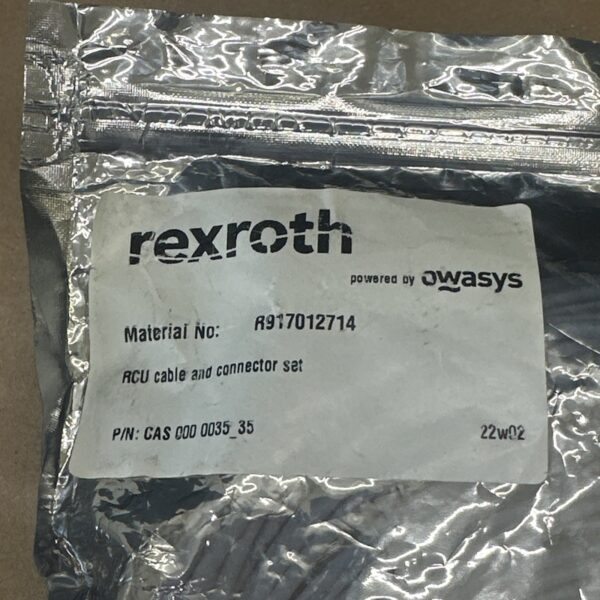 rexroth
powered by owasys
Material No: R917012714
RCU cable and connector set
P/N: CAS 000 0035_35 22w02